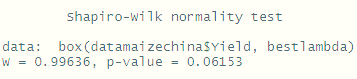 Shapiro-Wilk normality test
data:  box(datamaizechina$Yield, bestlambda)
W = 0.99636, p-value = 0.06153